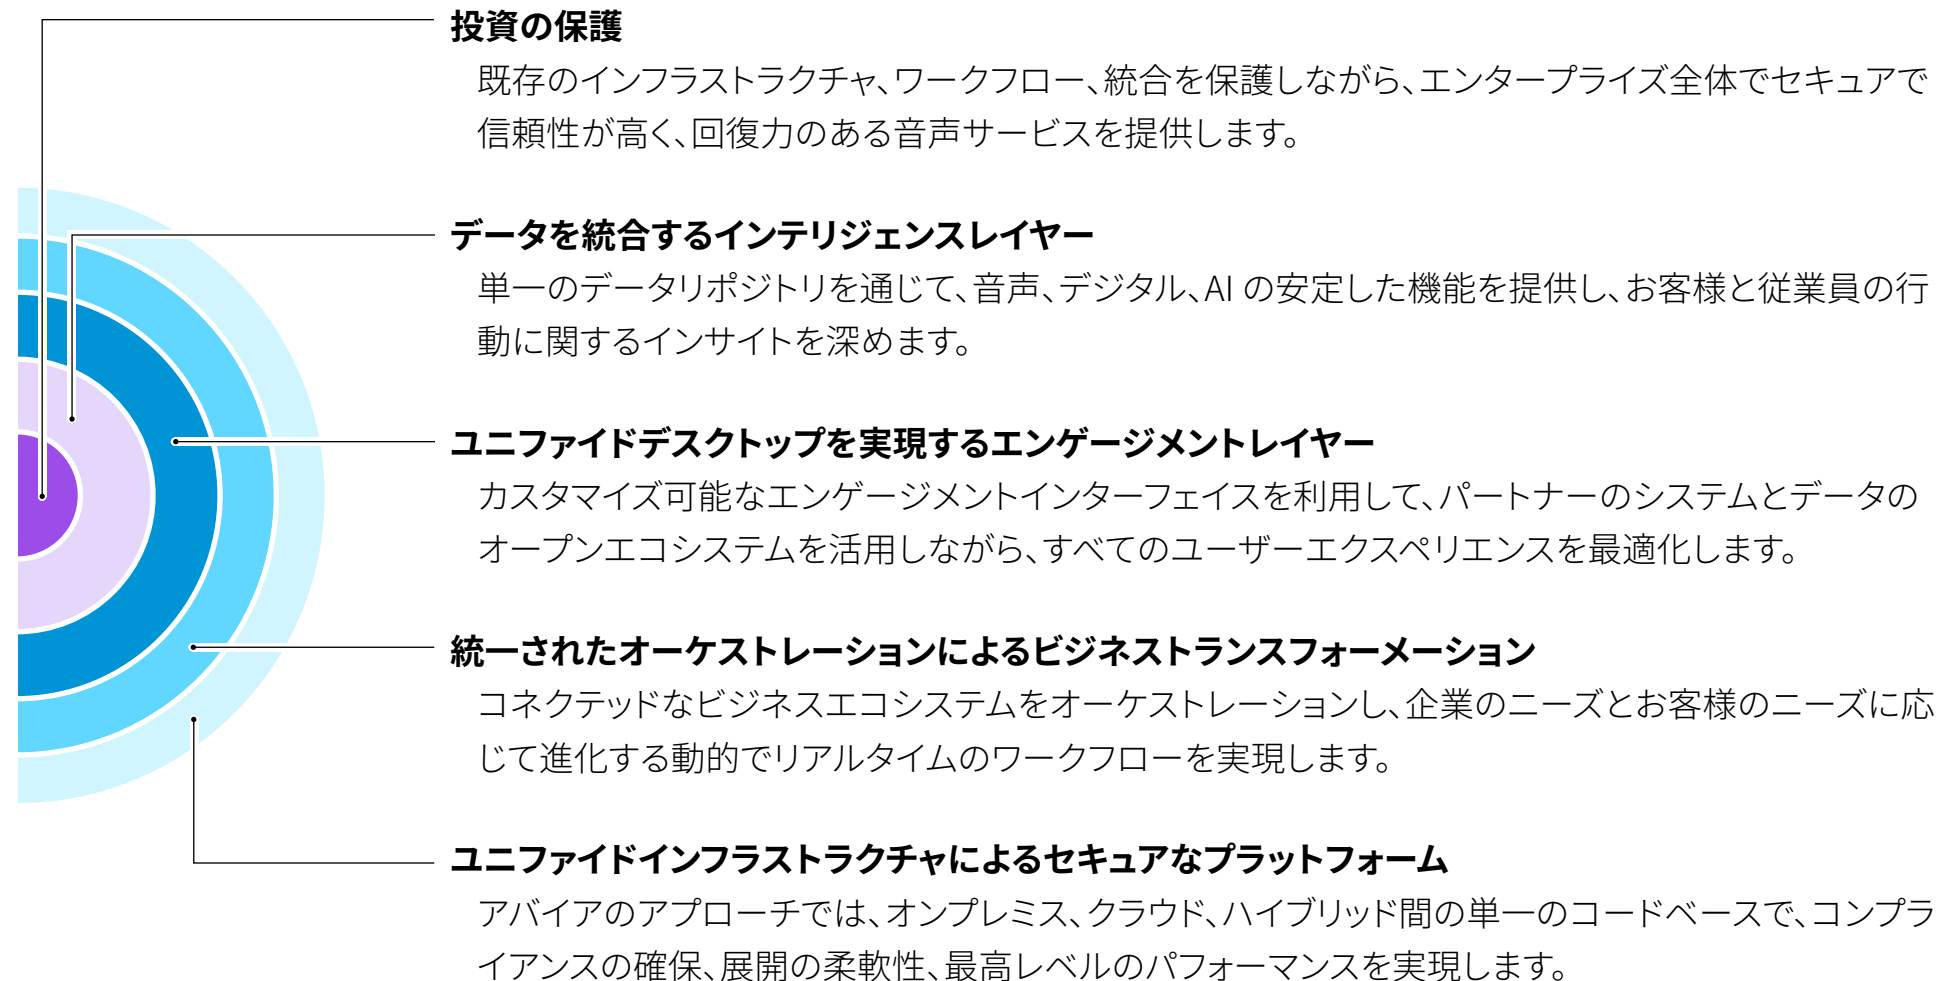 投資の保護
既存のインフラストラクチャ、ワークフロー、統合を保護しながら、エンタープライズ全体でセキュアで
信頼性が高く、回復力のある音声サービスを提供します。
データを統合するインテリジェンスレイヤー
単一のデータリポジトリを通じて、音声、デジタル、AI の安定した機能を提供し、お客様と従業員の行
動に関するインサイトを深めます。
ユニファイドデスクトップを実現するエンゲージメントレイヤー
カスタマイズ可能なエンゲージメントインターフェイスを利用して、パートナーのシステムとデータの
オープンエコシステムを活用しながら、すべてのユーザーエクスペリエンスを最適化します。
統一されたオーケストレーションによるビジネストランスフォーメーション
コネクテッドなビジネスエコシステムをオーケストレーションし、企業のニーズとお客様のニーズに応
じて進化する動的でリアルタイムのワークフローを実現します。
ユニファイドインフラストラクチャによるセキュアなプラットフォーム
アバイアのアプローチでは、オンプレミス、クラウド、ハイブリッド間の単一のコードベースで、コンプラ
イアンスの確保、展開の柔軟性、最高レベルのパフォーマンスを実現します。